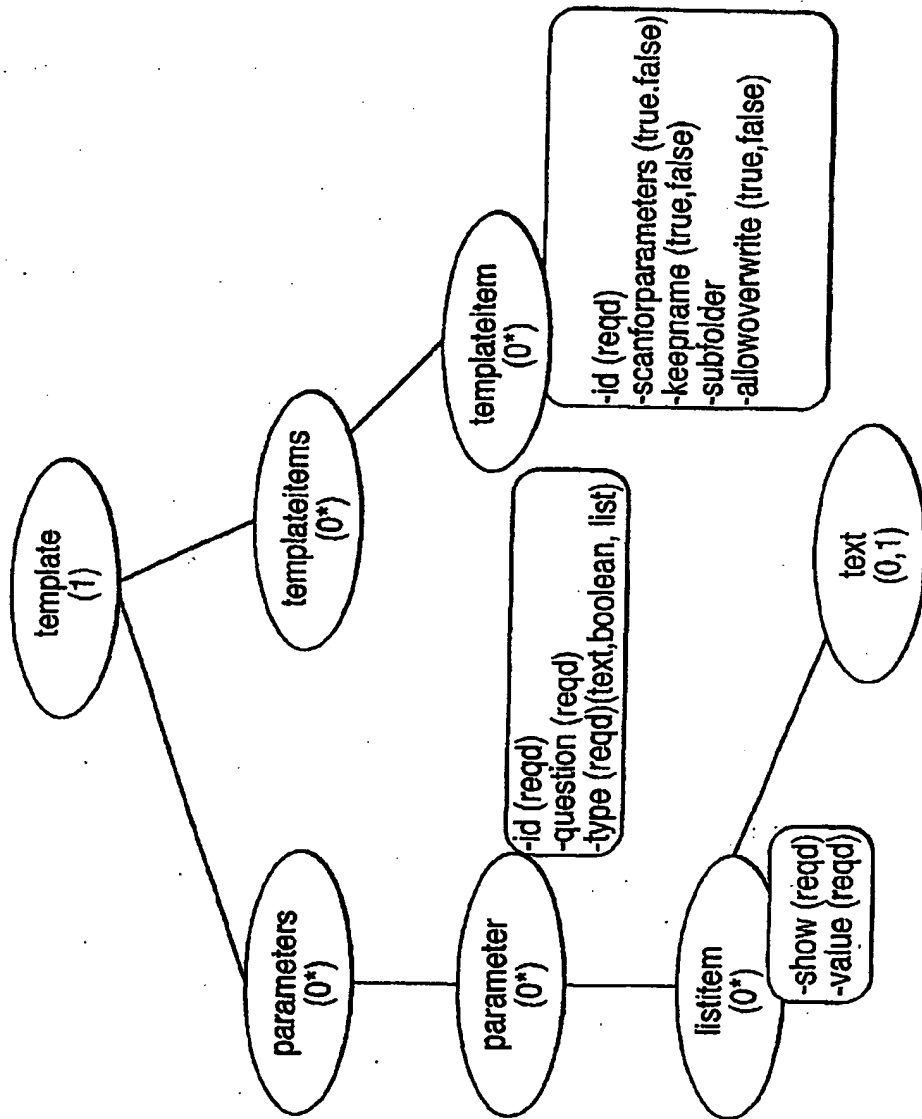 template
(1)
parameters
(0*)
templateitems
(0*)
parameter
(0*)
-id (reqd)
-question (reqd)
-type (reqd)(text,boolean, list)
templateitem
(0*)
-id (reqd)
-scanforparameters (true.false)
-keepname (true,false)
-subfolder
-allowoverwrite (true,false)
listitem
(0*)
-show (reqd)
-value (reqd)
text
(0,1)